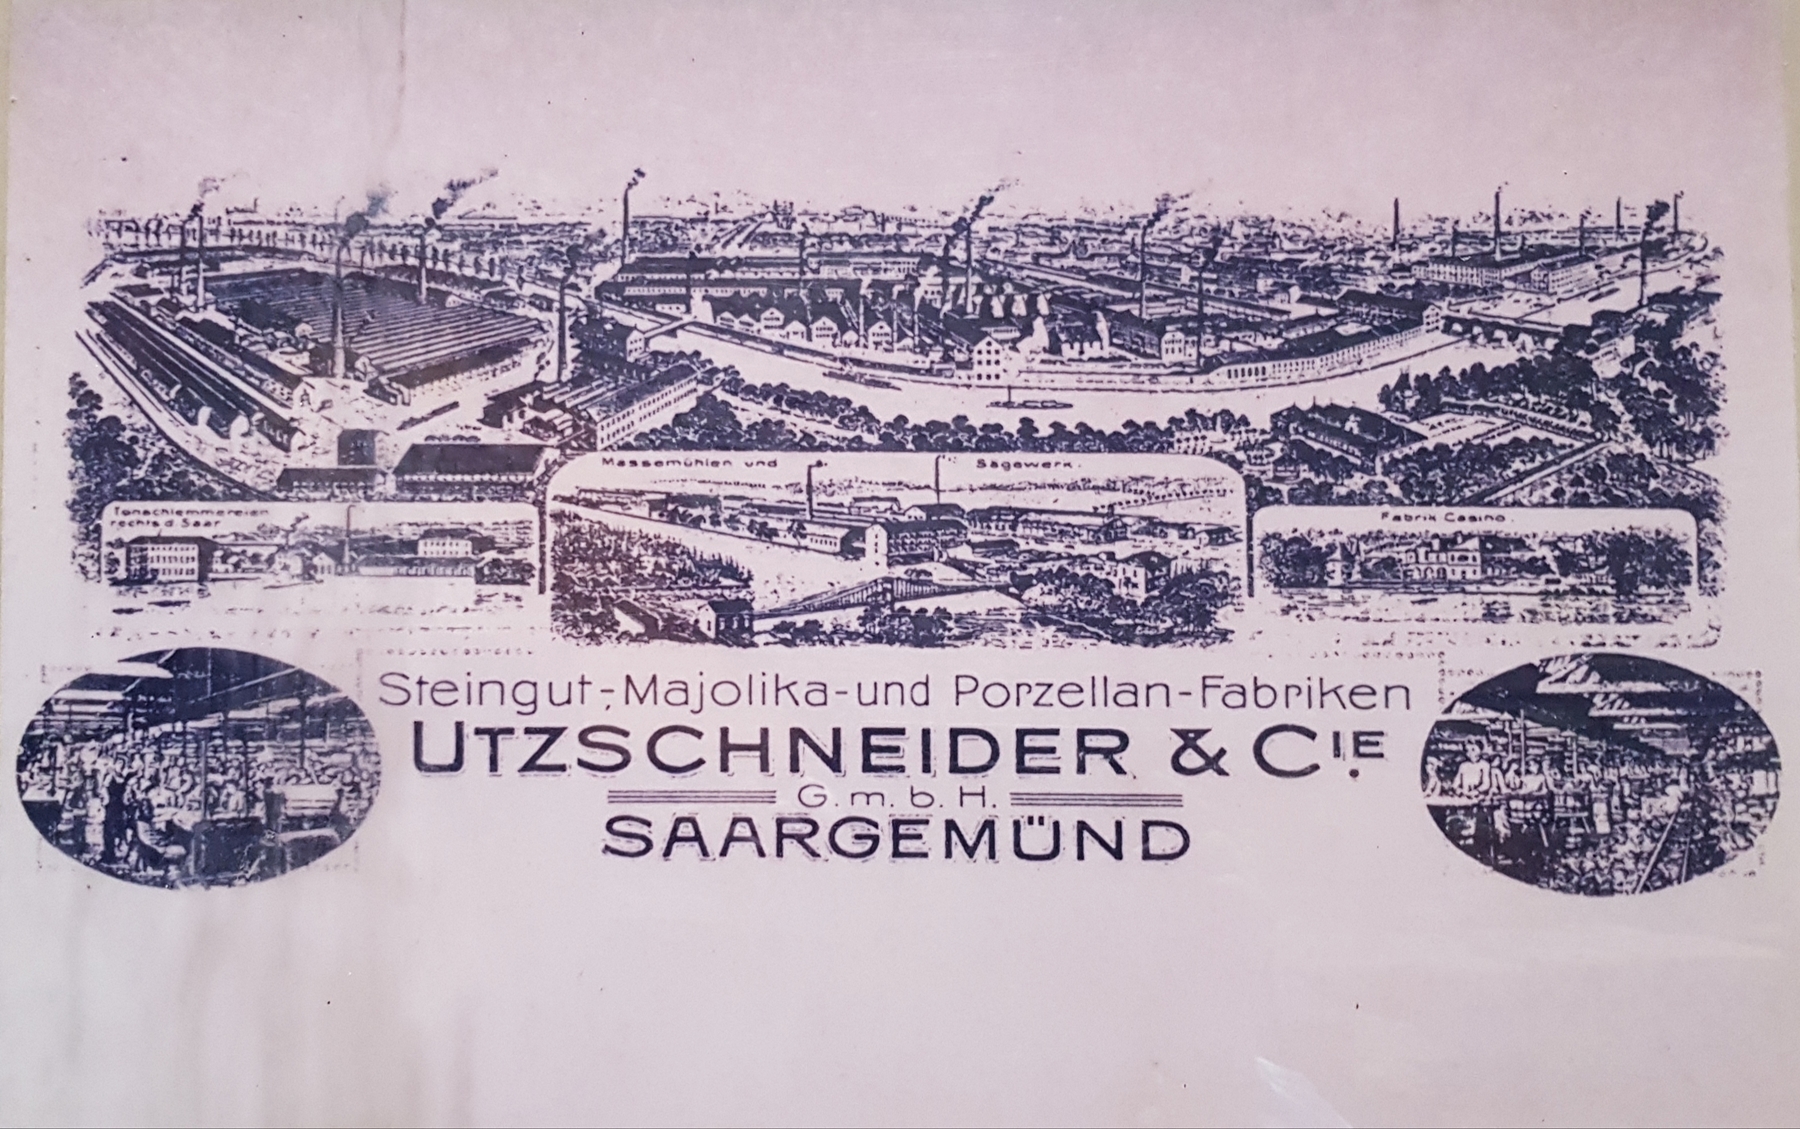 Massemühlen und Sägewerk.
Tonschlemmereien
rechts d. Saar
Fabrik Casino.
Steingut-, Majolika-und Porzellan-Fabriken
UTZSCHNEIDER & CIE
G.m.b.H.
SAARGEMÜND